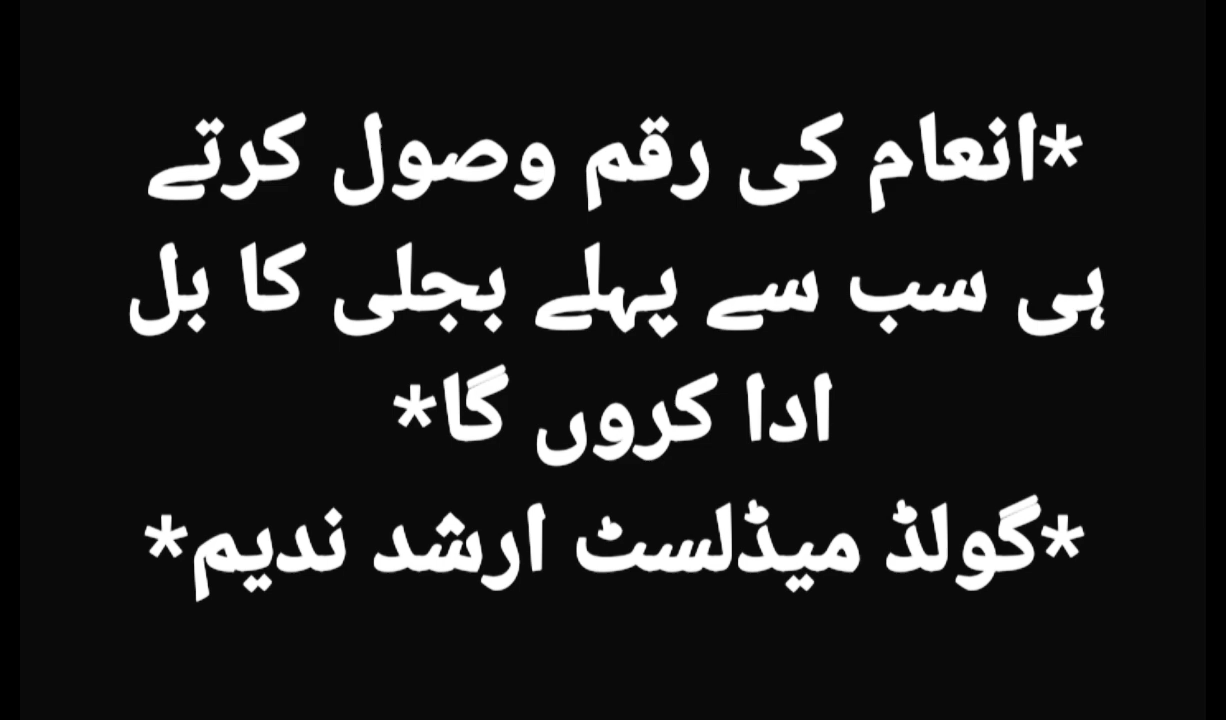 *انعام کی رقم وصول کرتے
ہی سب سے پہلے بجلی کا بل
ادا کروں گا*
*گولڈ میڈلسٹ ارشد ندیم*